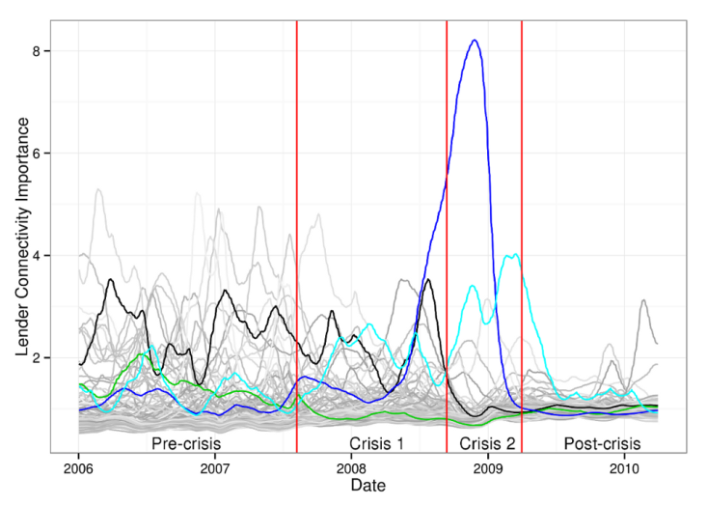 Lender Connectivity Importance
8
6
4
2
Pre-crisis Crisis 1 Crisis 2 Post-crisis
2006 2007 2008 2009 2010
Date